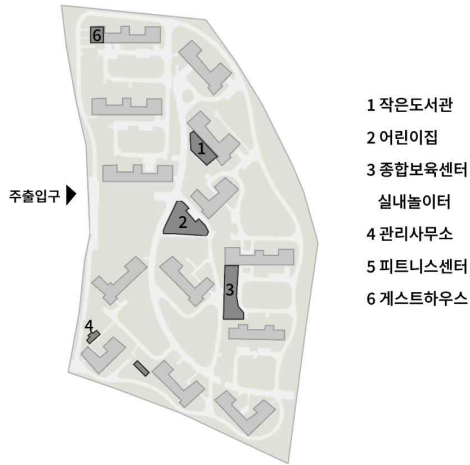 6
1
주출입구
2
3
4
1 작은도서관
2 어린이집
3 종합보육센터
실내놀이터
4 관리사무소
5 피트니스센터
6 게스트하우스